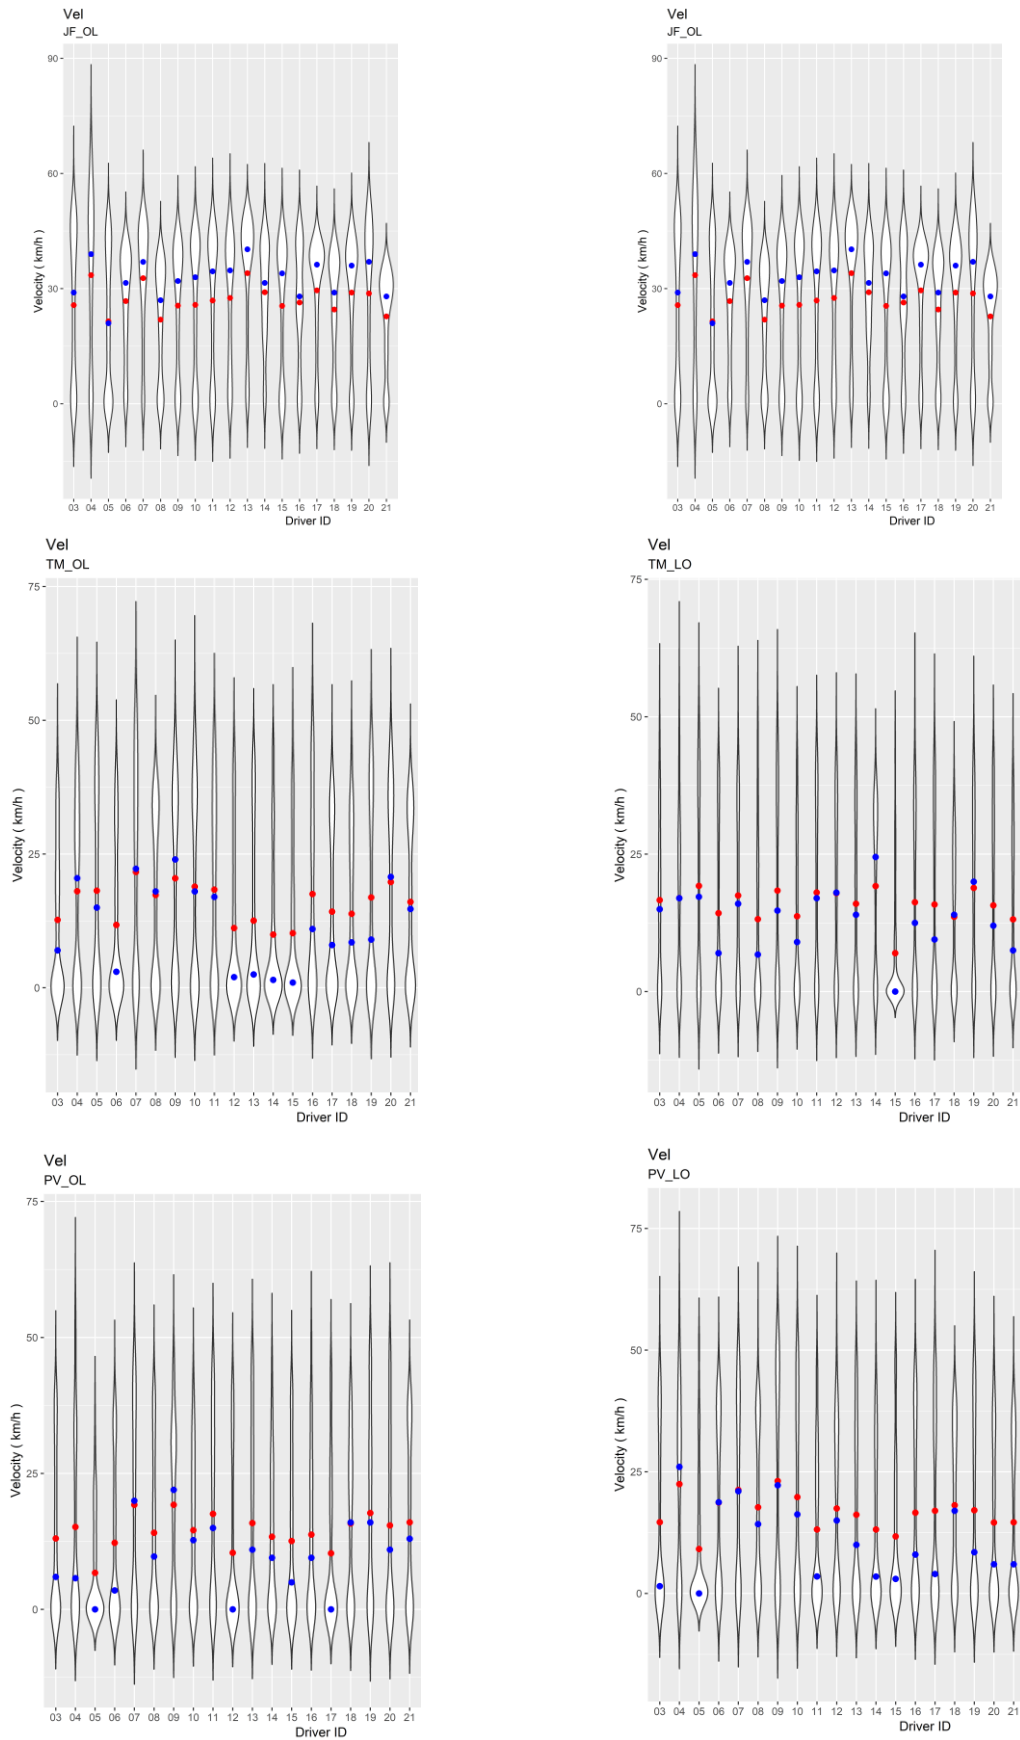 Vel
JF_OL
90
60
30
0
Velocity ( km/h )
03 04 05 06 07 08 09 10 11 12 13 14 15 16 17 18 19 20 21
Driver ID
Vel
JF_OL
90
60
30
0
Velocity ( km/h )
03 04 05 06 07 08 09 10 11 12 13 14 15 16 17 18 19 20 21
Driver ID
Vel
TM_OL
75
50
25
0
Velocity ( km/h )
03 04 05 06 07 08 09 10 11 12 13 14 15 16 17 18 19 20 21
Driver ID
Vel
TM_LO
75
50
25
0
Velocity ( km/h )
03 04 05 06 07 08 09 10 11 12 13 14 15 16 17 18 19 20 21
Driver ID
Vel
PV_OL
75
50
25
0
Velocity ( km/h )
03 04 05 06 07 08 09 10 11 12 13 14 15 16 17 18 19 20 21
Driver ID
Vel
PV_LO
75
50
25
0
Velocity ( km/h )
03 04 05 06 07 08 09 10 11 12 13 14 15 16 17 18 19 20 21
Driver ID